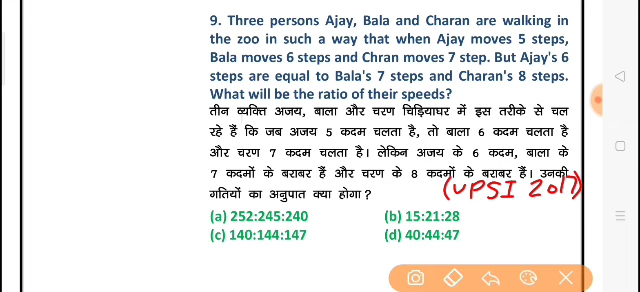 9. Three persons Ajay, Bala and Charan are walking in
the zoo in such a way that when Ajay moves 5 steps,
Bala moves 6 steps and Chran moves 7 step. But Ajay's 6
steps are equal to Bala's 7 steps and Charan's 8 steps.
What will be the ratio of their speeds?
तीन व्यक्ति अजय, बाला और चरण चिड़ियाघर में इस तरीके से चल
रहे हैं कि जब अजय 5 कदम चलता है, तो बाला 6 कदम चलता है
और चरण 7 कदम चलता है। लेकिन अजय के 6 कदम, बाला के
7 कदमों के बराबर हैं और चरण के 8 कदमों के बराबर हैं। उनकी
गतियों का अनुपात क्या होगा ?
(UPSI 2017)
(a) 252:245:240 (b) 15:21:28
(c) 140:144:147 (d) 40:44:47